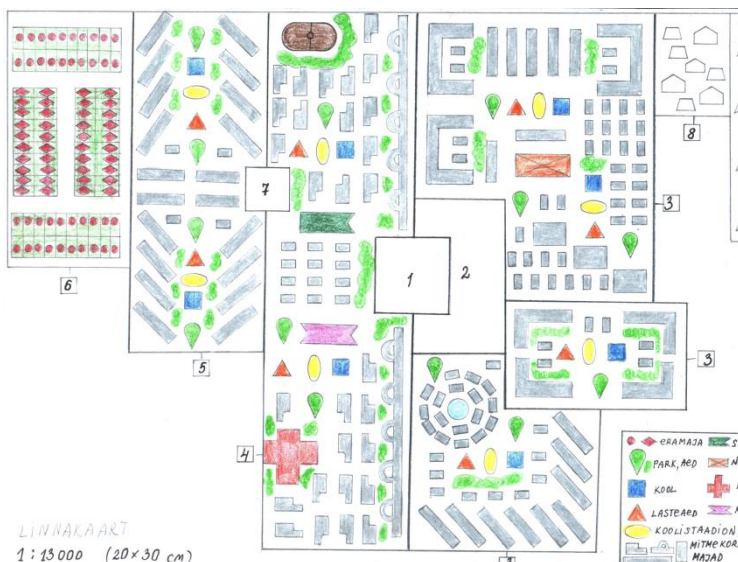 8
7
3
1
2
6
3
5
4
ERAMAJA
PARK, AED
KOOL
LASTEAED
KOOLISTAADION
MITMEKOR
MAJAD
LINNAKAART
1:13000 (20×30 cm)